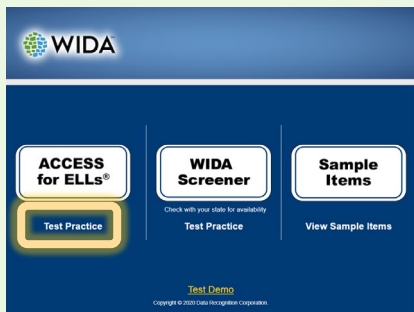 WIDA
ACCESS
for ELLs®
Test Practice
WIDA
Screener
Check with your state for availability
Test Practice
Sample
Items
View Sample Items
Test Demo
Copyright © 2020 Data Recognition Corporation.